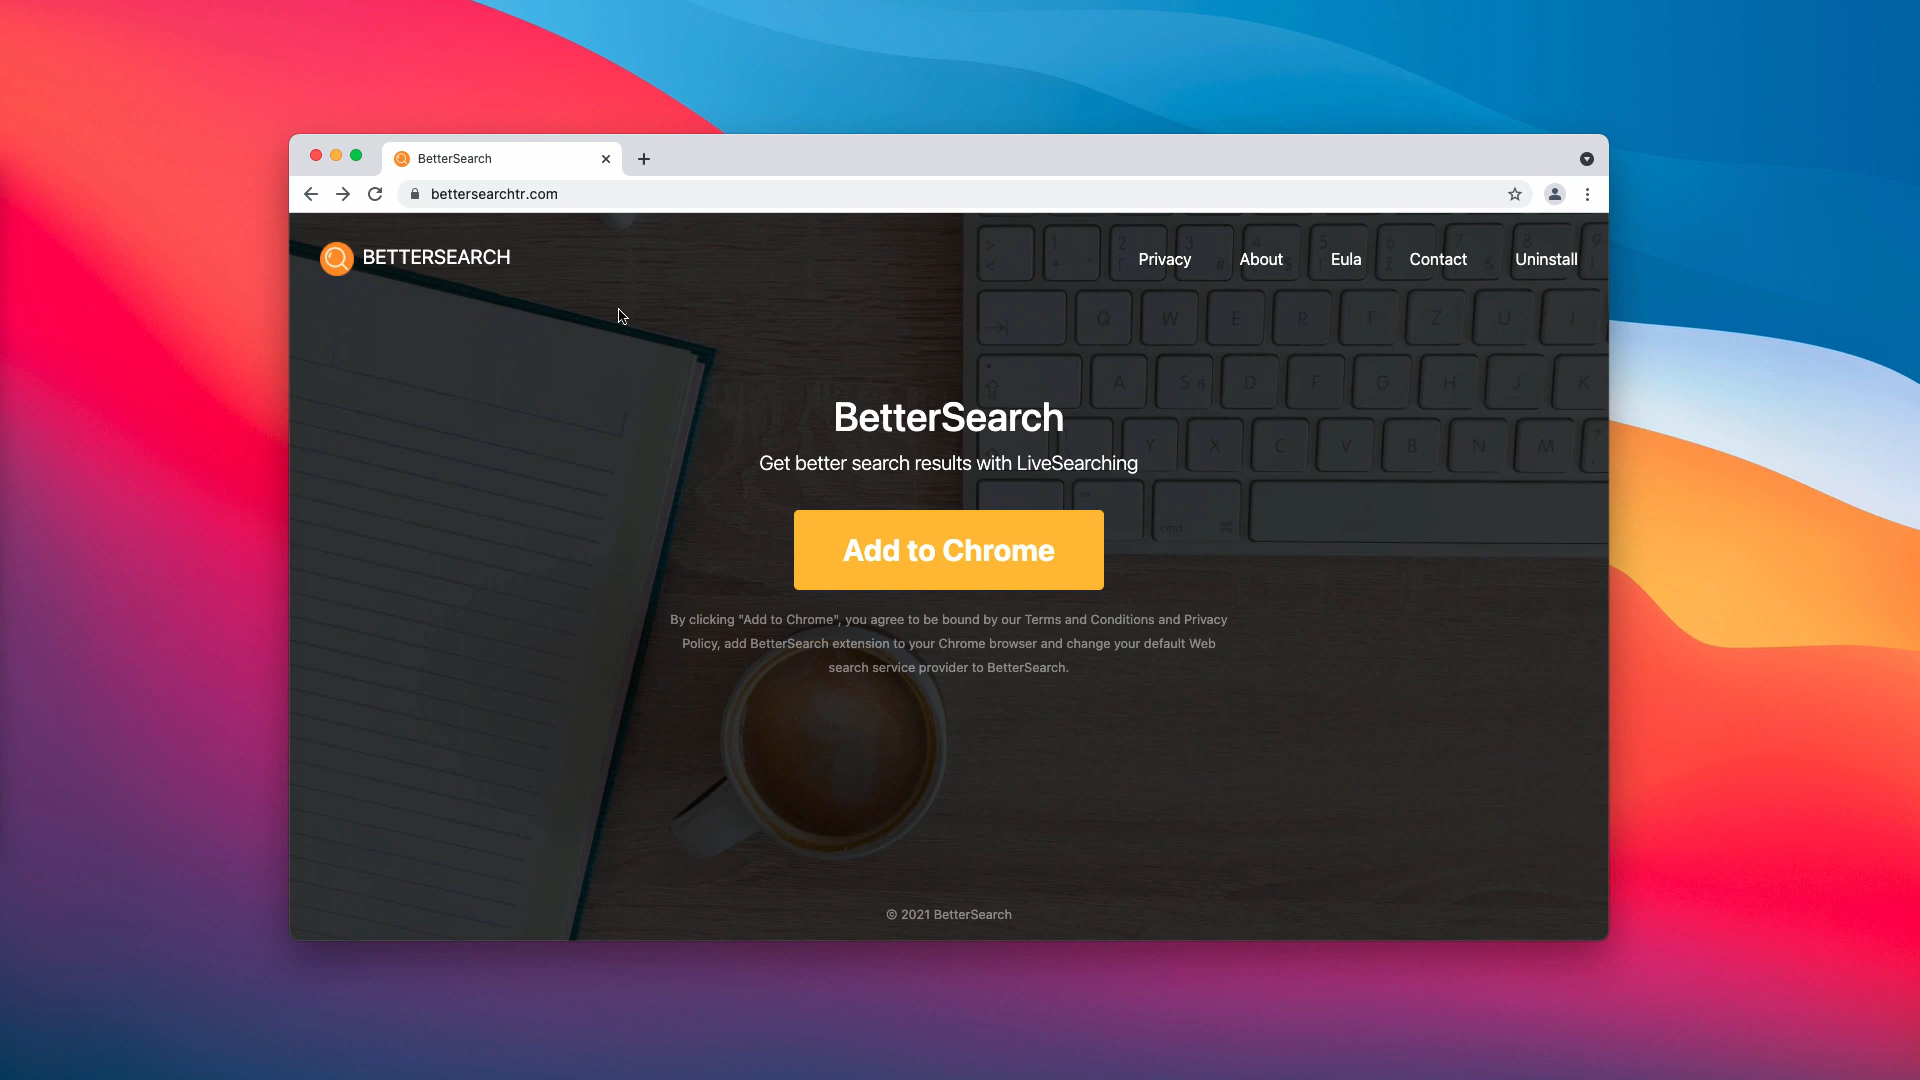 BetterSearch
bettersearchtr.com
BETTERSEARCH
Privacy
About
Eula
Contact
Uninstall
BetterSearch
Get better search results with LiveSearching
Add to Chrome
By clicking "Add to Chrome", you agree to be bound by our Terms and Conditions and Privacy
Policy, add BetterSearch extension to your Chrome browser and change your default Web
search service provider to BetterSearch.
© 2021 BetterSearch